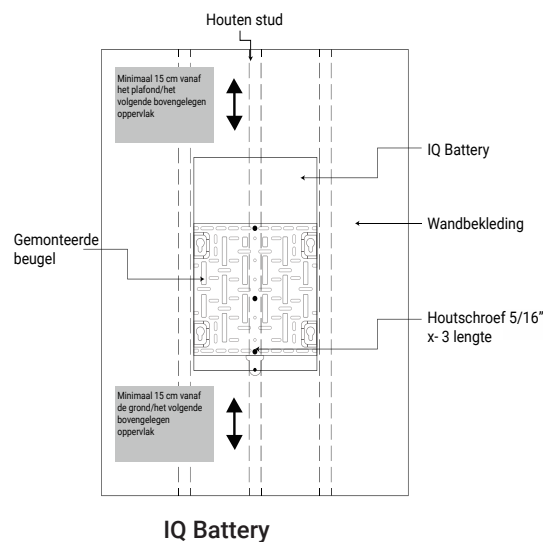 Houten stud
Minimaal 15 cm vanaf
het plafond/het
volgende bovengelegen
oppervlak
IQ Battery
Wandbekleding
Gemonteerde
beugel
Houtschroef 5/16”
x- 3 lengte
Minimaal 15 cm vanaf
de grond/het volgende
bovengelegen
oppervlak
IQ Battery